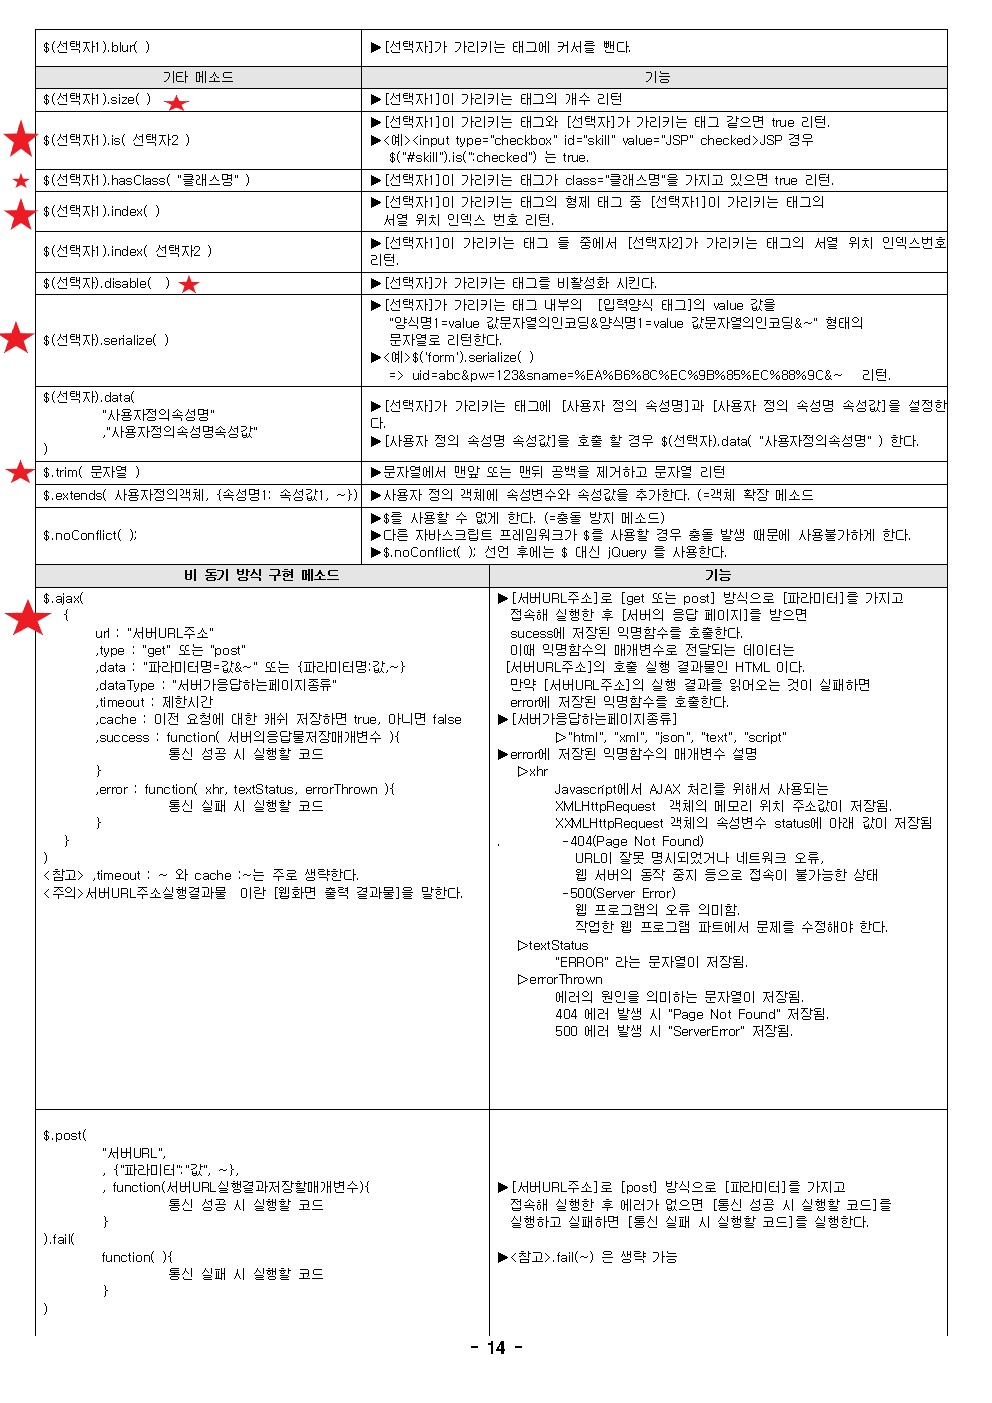 $(선택자1).blur( )
▶[선택자]가 가리키는 태그에 커서를 뺀다.
기타 메소드
기능
$(선택자1).size( )
▶[선택자1]이 가리키는 태그의 개수 리턴
$(선택자1).is( 선택자2 )
▶[선택자1]이 가리키는 태그와 [선택자]가 가리키는 태그 같으면 true 리턴.
▶<예><input type="checkbox" id="skill" value="JSP" checked>JSP 경우
$("#skill").is(":checked") 는 true.
$(선택자1).hasClass( "클래스명" )
▶[선택자1]이 가리키는 태그가 class="클래스명"을 가지고 있으면 true 리턴.
$(선택자1).index( )
▶[선택자1]이 가리키는 태그의 형제 태그 중 [선택자1]이 가리키는 태그의
서열 위치 인덱스 번호 리턴.
$(선택자1).index( 선택자2 )
▶[선택자1]이 가리키는 태그 들 중에서 [선택자2]가 가리키는 태그의 서열 위치 인덱스번호
리턴.
$(선택자).disable( )
▶[선택자]가 가리키는 태그를 비활성화 시킨다.
$(선택자).serialize( )
▶[선택자]가 가리키는 태그 내부의 [입력양식 태그]의 value 값을
"양식명1=value 값문자열의인코딩&양식명1=value 값문자열의인코딩&~" 형태의
문자열로 리턴한다.
▶<예>$('form').serialize( )
=> uid=abc&pw=123&sname=%EA%B6%8C%EC%9B%85%EC%88%9C&~ 리턴.
$(선택자).data(
"사용자정의속성명"
,"사용자정의속성명속성값"
)
▶[선택자]가 가리키는 태그에 [사용자 정의 속성명]과 [사용자 정의 속성명 속성값]을 설정한
다.
▶[사용자 정의 속성명 속성값]을 호출 할 경우 $(선택자).data( "사용자정의속성명" ) 한다.
$.trim( 문자열 )
▶문자열에서 맨앞 또는 맨뒤 공백을 제거하고 문자열 리턴
$.extends( 사용자정의객체, {속성명1: 속성값1, ~})
▶사용자 정의 객체에 속성변수와 속성값을 추가한다. (=객체 확장 메소드
$.noConflict( );
▶$를 사용할 수 없게 한다. (=충돌 방지 메소드)
▶다든 자바스크립트 프레임워크가 $를 사용할 경우 충돌 발생 때문에 사용불가하게 한다.
▶$.noConflict( ); 선언 후에는 $ 대신 jQuery 를 사용한다.
비 동기 방식 구현 메소드
기능
$.ajax(
{
url : "서버URL주소"
,type : "get" 또는 "post"
,data : "파라미터명=값&~" 또는 {파라미터명:값,~}
,dataType : "서버가응답하는페이지종류"
,timeout : 제한시간
,cache : 이전 요청에 대한 캐쉬 저장하면 true, 아니면 false
,success : function( 서버의응답물저장매개변수 ){
통신 성공 시 실행할 코드
}
,error : function( xhr, textStatus, errorThrown ){
통신 실패 시 실행할 코드
}
}
)
<참고> ,timeout : ~ 와 cache :~는 주로 생략한다.
<주의>서버URL주소실행결과물 이란 [웹화면 출력 결과물]을 말한다.
▶[서버URL주소]로 [get 또는 post] 방식으로 [파라미터]를 가지고
접속해 실행한 후 [서버의 응답 페이지]를 받으면
sucess에 저장된 익명함수를 호출한다.
이때 익명함수의 매개변수로 전달되는 데이터는
[서버URL주소]의 호출 실행 결과물인 HTML 이다.
만약 [서버URL주소]의 실행 결과를 읽어오는 것이 실패하면
error에 저장된 익명함수를 호출한다.
▶[서버가응답하는페이지종류]
▷"html", "xml", "json", "text", "script"
▶error에 저장된 익명함수의 매개변수 설명
▷xhr
Javascript에서 AJAX 처리를 위해서 사용되는
XMLHttpRequest 객체의 메모리 위치 주소값이 저장됨.
XXMLHttpRequest 객체의 속성변수 status에 아래 값이 저장됨
. -404(Page Not Found)
URL이 잘못 명시되었거나 네트워크 오류,
웹 서버의 동작 중지 등으로 접속이 불가능한 상태
-500(Server Error)
웹 프로그램의 오류 의미함.
작업한 웹 프로그램 파트에서 문제를 수정해야 한다.
▷textStatus
"ERROR" 라는 문자열이 저장됨.
▷errorThrown
에러의 원인을 의미하는 문자열이 저장됨.
404 에러 발생 시 "Page Not Found" 저장됨.
500 에러 발생 시 "ServerError" 저장됨.
$.post(
"서버URL",
, {"파라미터":"값", ~},
, function(서버URL실행결과저장할매개변수){
통신 성공 시 실행할 코드
}
).fail(
function( ){
통신 실패 시 실행할 코드
}
)
▶[서버URL주소]로 [post] 방식으로 [파라미터]를 가지고
접속해 실행한 후 에러가 없으면 [통신 성공 시 실행할 코드]를
실행하고 실패하면 [통신 실패 시 실행할 코드]를 실행한다.
▶<참고>.fail(~) 은 생략 가능
- 14 -